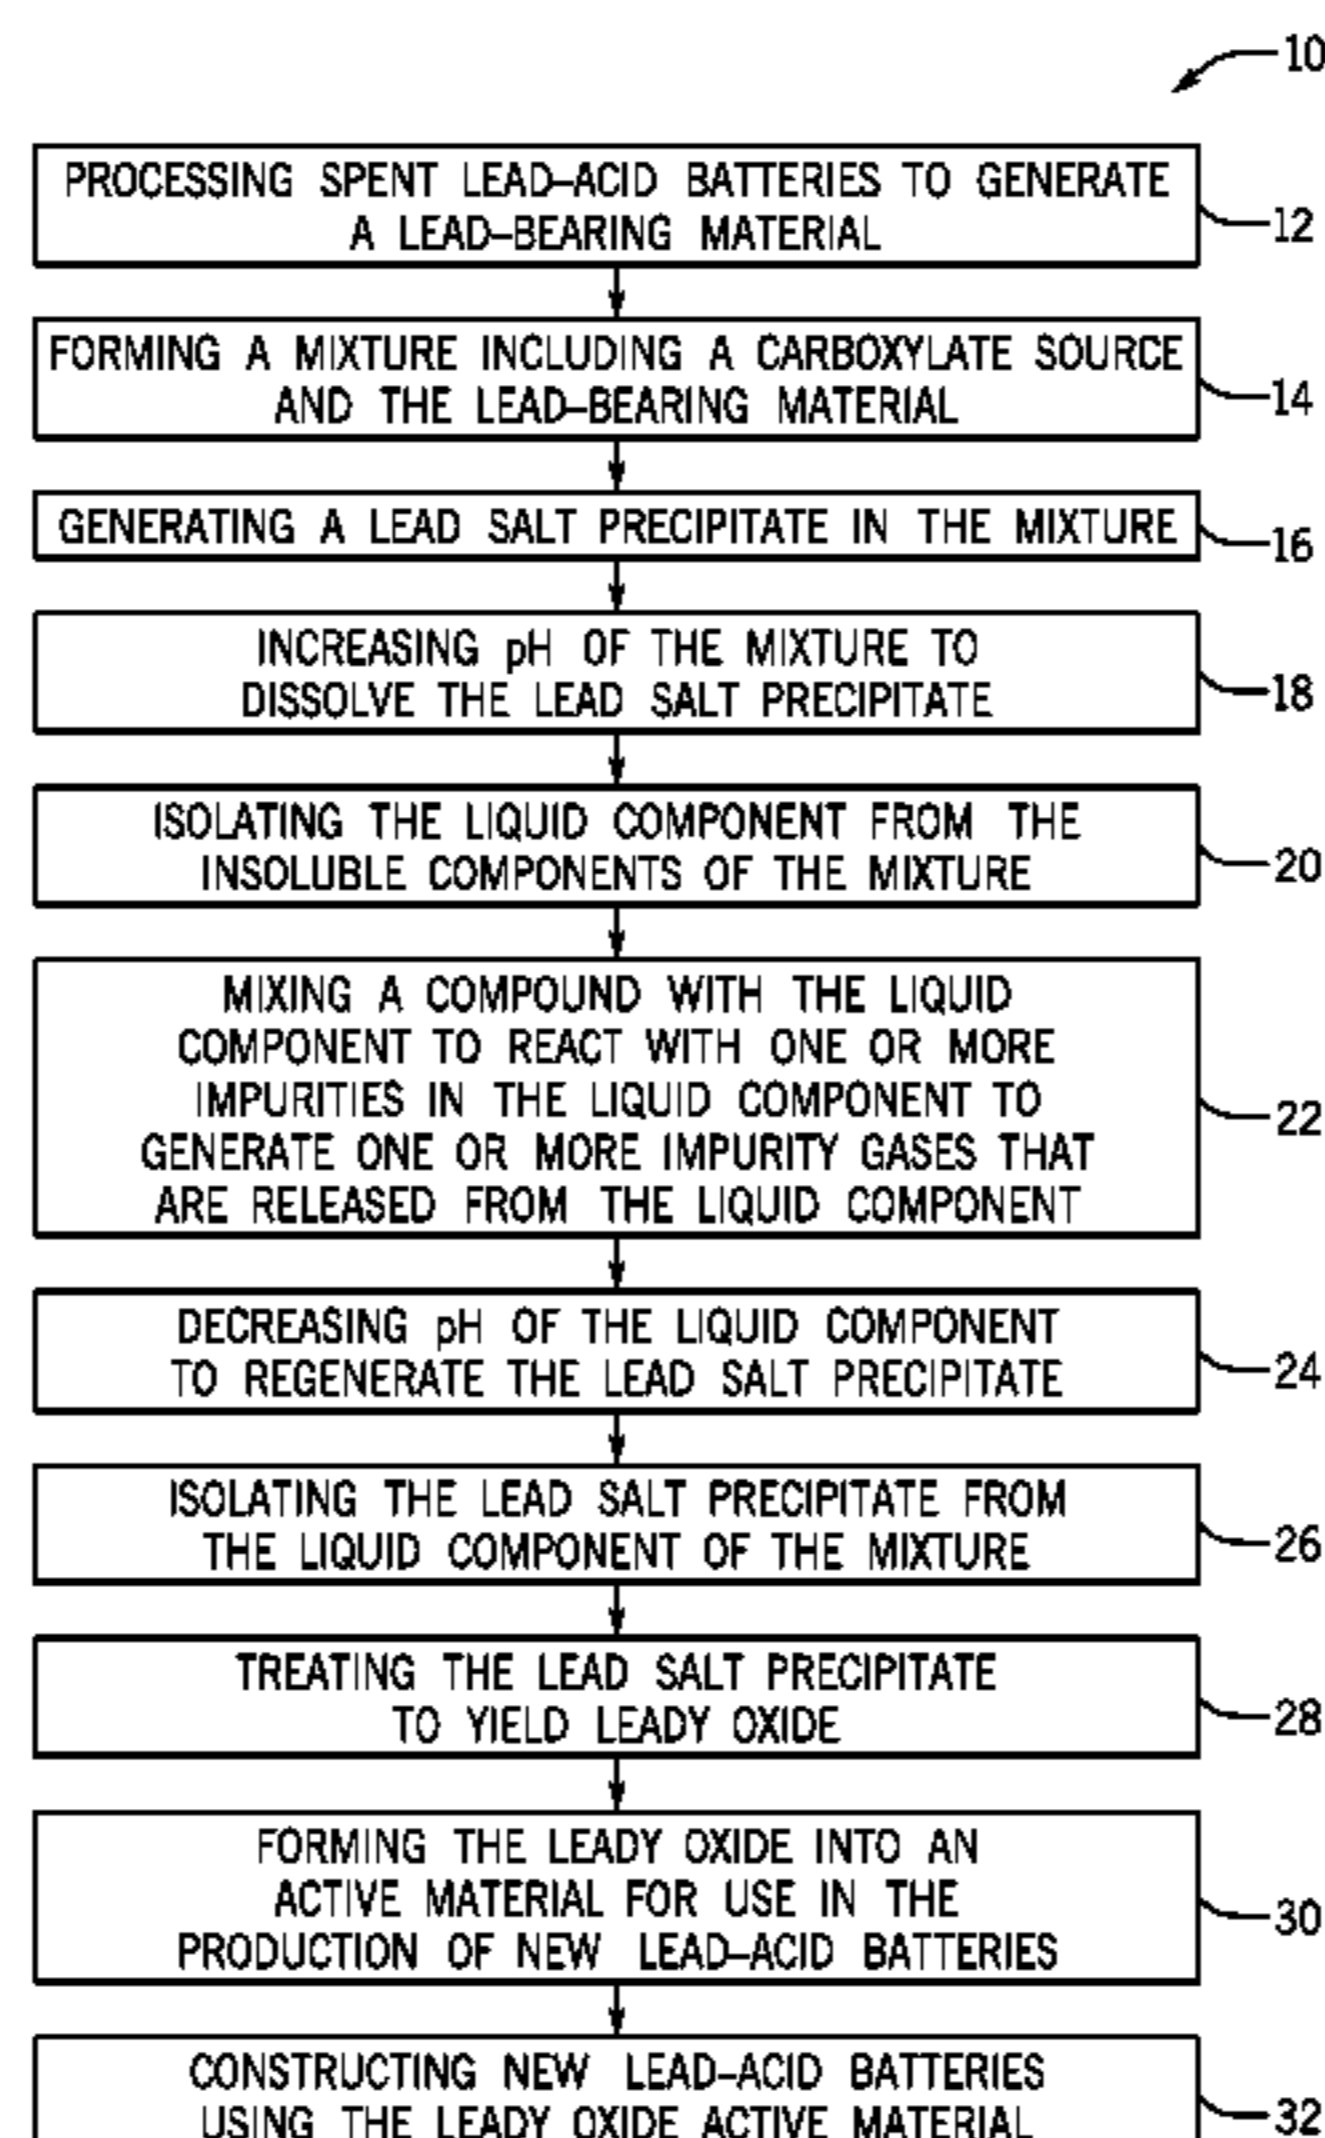 10
PROCESSING SPENT LEAD–ACID BATTERIES TO GENERATE
A LEAD–BEARING MATERIAL
12
FORMING A MIXTURE INCLUDING A CARBOXYLATE SOURCE
AND THE LEAD–BEARING MATERIAL
14
GENERATING A LEAD SALT PRECIPITATE IN THE MIXTURE
16
INCREASING pH OF THE MIXTURE TO
DISSOLVE THE LEAD SALT PRECIPITATE
18
ISOLATING THE LIQUID COMPONENT FROM THE
INSOLUBLE COMPONENTS OF THE MIXTURE
20
MIXING A COMPOUND WITH THE LIQUID
COMPONENT TO REACT WITH ONE OR MORE
IMPURITIES IN THE LIQUID COMPONENT TO
GENERATE ONE OR MORE IMPURITY GASES THAT
ARE RELEASED FROM THE LIQUID COMPONENT
22
DECREASING pH OF THE LIQUID COMPONENT
TO REGENERATE THE LEAD SALT PRECIPITATE
24
ISOLATING THE LEAD SALT PRECIPITATE FROM
THE LIQUID COMPONENT OF THE MIXTURE
26
TREATING THE LEAD SALT PRECIPITATE
TO YIELD LEADY OXIDE
28
FORMING THE LEADY OXIDE INTO AN
ACTIVE MATERIAL FOR USE IN THE
PRODUCTION OF NEW LEAD–ACID BATTERIES
30
CONSTRUCTING NEW LEAD–ACID BATTERIES
USING THE LEADY OXIDE ACTIVE MATERIAL
32